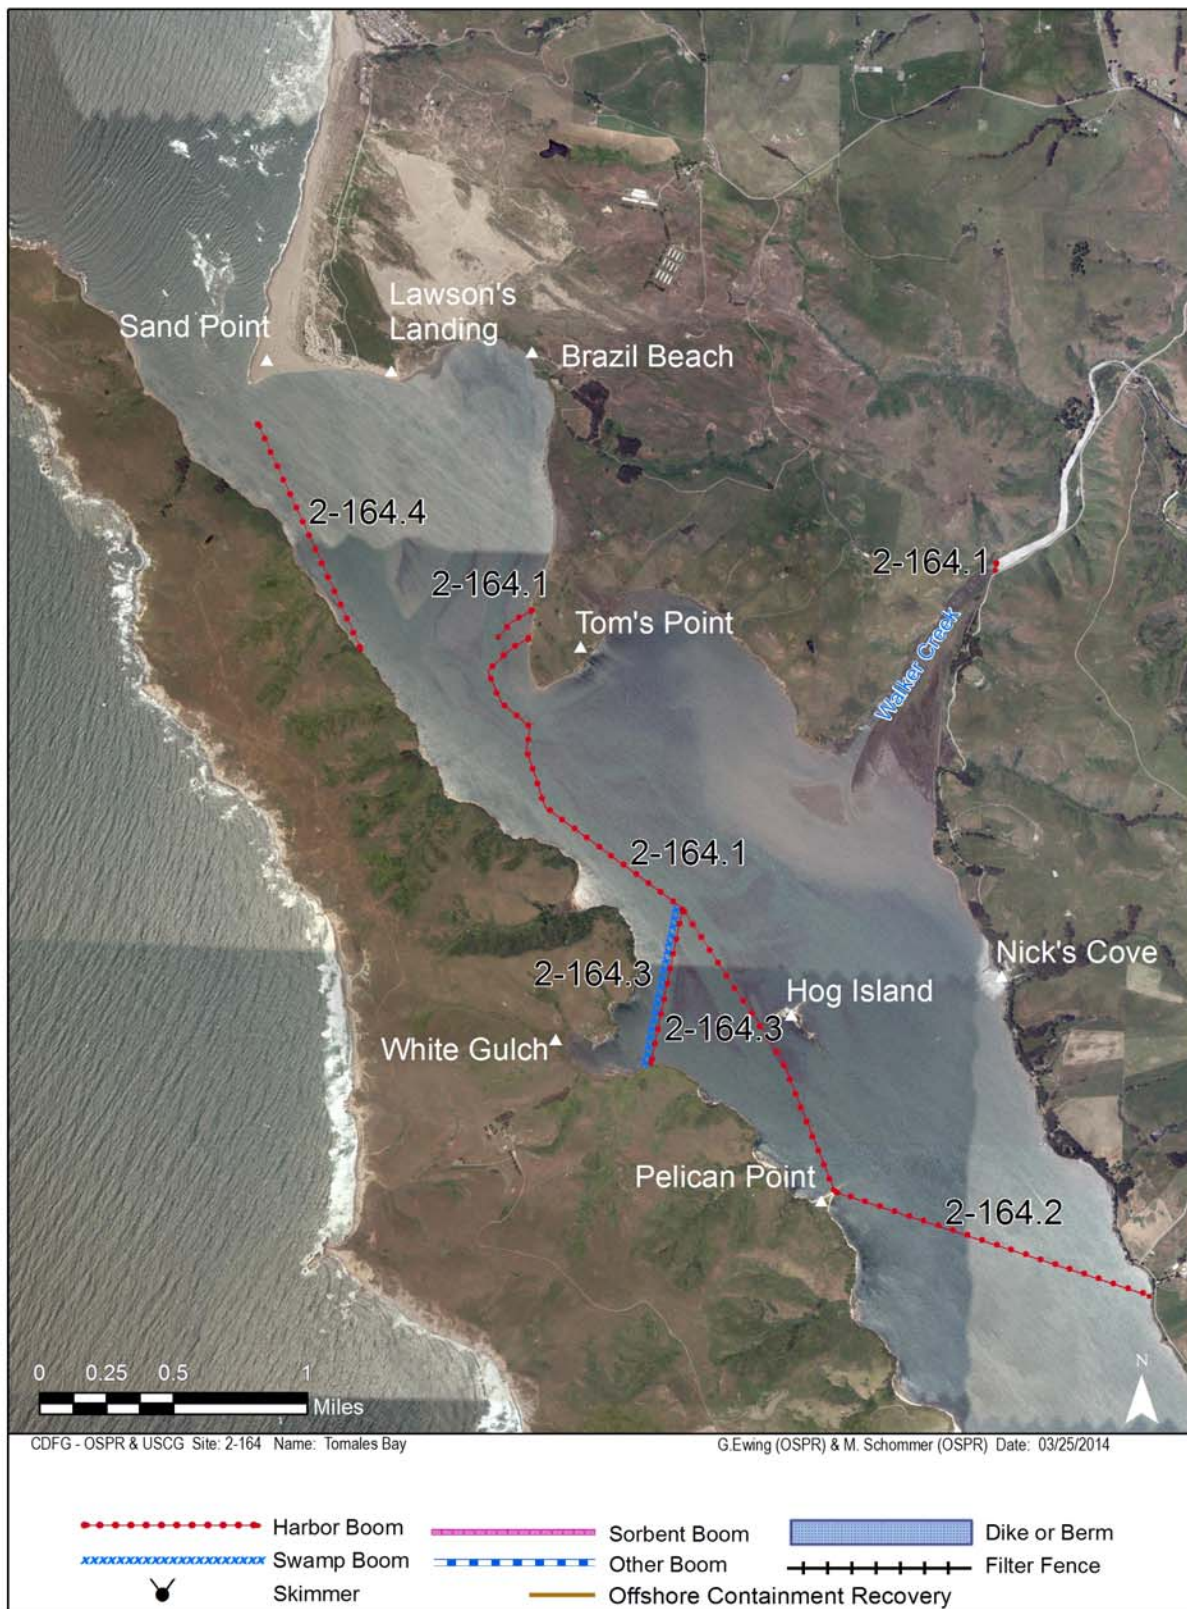 Lawson's
Landing
Sand Point
Brazil Beach
2-164.4
2-164.1
2-164.1
Tom's Point
Walker Creek
2-164.1
Nick's Cove
2-164.3
Hog Island
2-164.3
White Gulch
Pelican Point
2-164.2
0 0.25 0.5 1
Miles
N
CDFG - OSPR & USCG Site: 2-164 Name: Tomales Bay
G.Ewing (OSPR) & M. Schommer (OSPR) Date: 03/25/2014
Harbor Boom
Sorbent Boom
Dike or Berm
Swamp Boom
Other Boom
Filter Fence
Skimmer
Offshore Containment Recovery